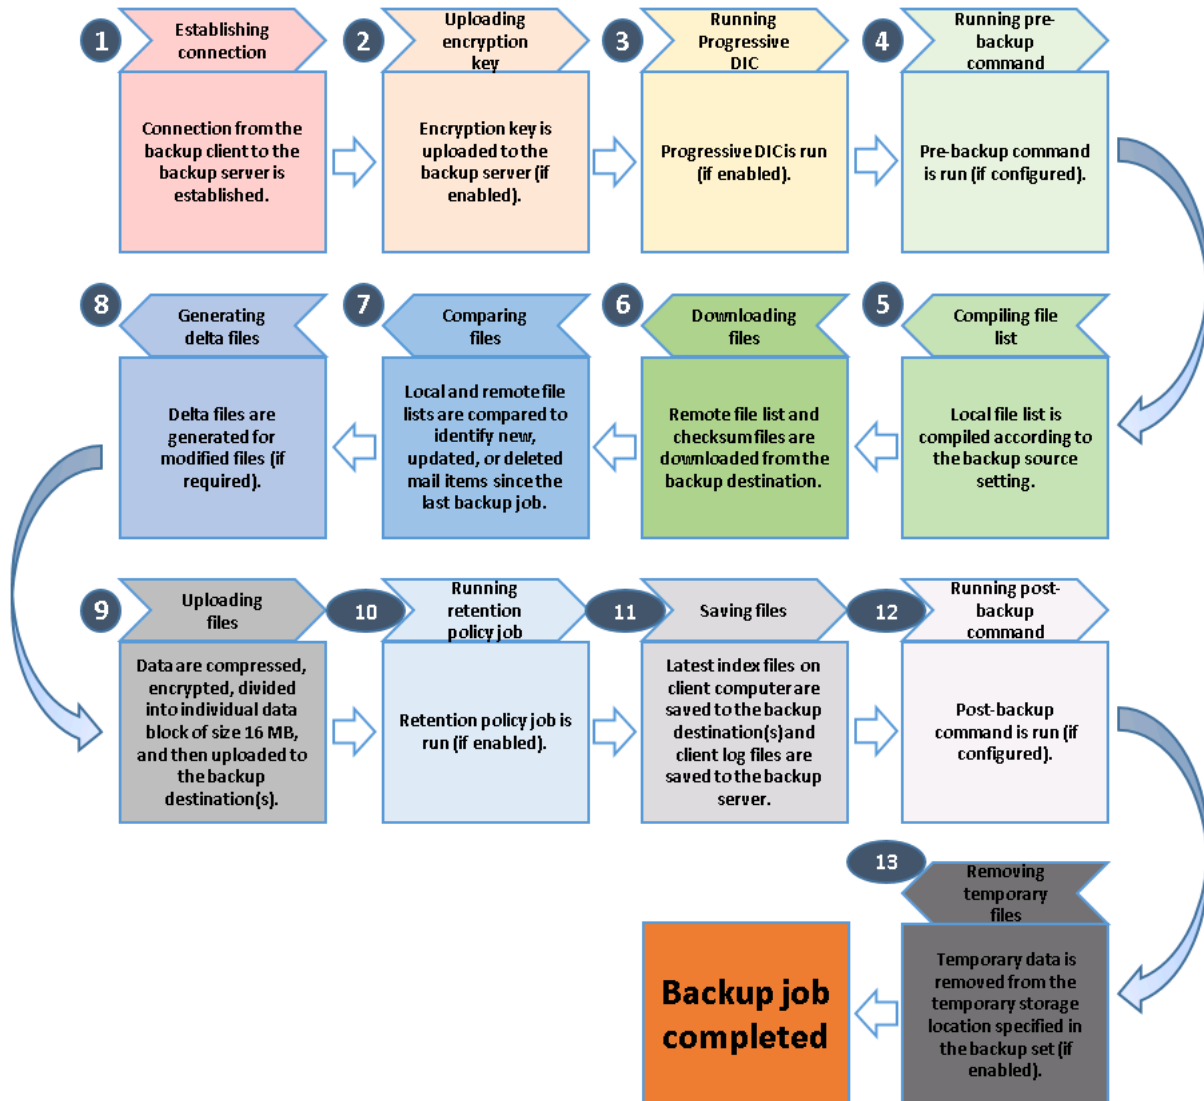 1
Establishing
connection
Connection from the
backup client to the
backup server is
established.
2
Uploading
encryption
key
Encryption key is
uploaded to the
backup server (if
enabled).
3
Running
Progressive
DIC
Progressive DIC is run
(if enabled).
4
Running pre-
backup
command
Pre-backup command
is run (if configured).
5
Compiling file
list
Local file list is
compiled according to
the backup source
setting.
6
Downloading
files
Remote file list and
checksum files are
downloaded from the
backup destination.
7
Comparing
files
Local and remote file
lists are compared to
identify new,
updated, or deleted
mail items since the
last backup job.
8
Generating
delta files
Delta files are
generated for
modified files (if
required).
9
Uploading
files
Data are compressed,
encrypted, divided
into individual data
block of size 16 MB,
and then uploaded to
the backup
destination(s).
10
Running
retention
policy job
Retention policy job is
run (if enabled).
11
Saving files
Latest index files on
client computer are
saved to the backup
destination(s) and
client log files are
saved to the backup
server.
12
Running post-
backup
command
Post-backup
command is run (if
configured).
13
Removing
temporary
files
Temporary data is
removed from the
temporary storage
location specified in
the backup set (if
enabled).
Backup job
completed